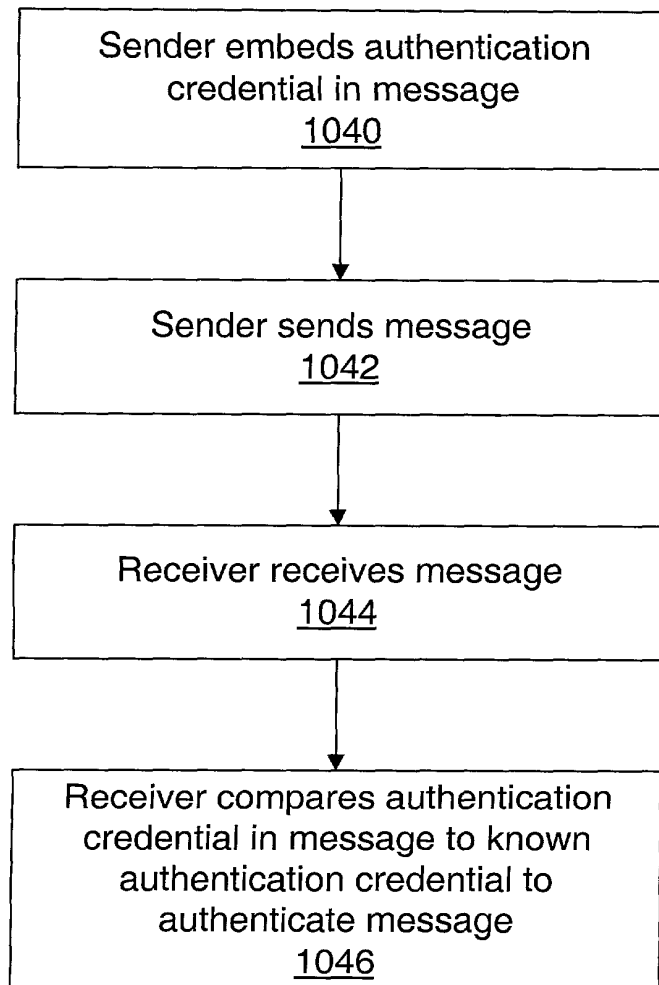 Sender embeds authentication
credential in message
1040
Sender sends message
1042
Receiver receives message
1044
Receiver compares authentication
credential in message to known
authentication credential to
authenticate message
1046